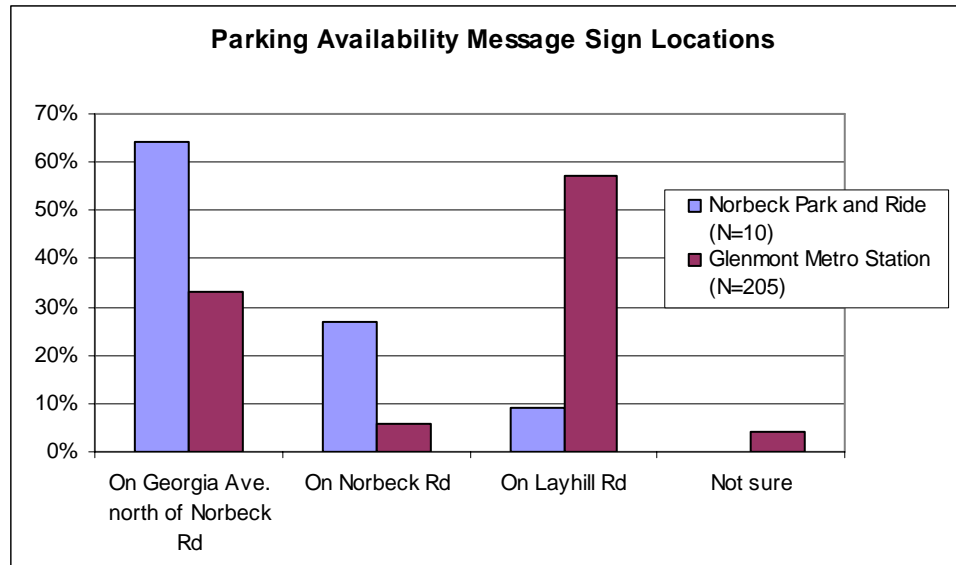 Parking Availability Message Sign Locations
70%
60%
50%
40%
30%
20%
10%
0%
On Georgia Ave.
north of Norbeck
Rd
On Norbeck Rd
On Layhill Rd
Not sure
Norbeck Park and Ride
(N=10)
Glenmont Metro Station
(N=205)